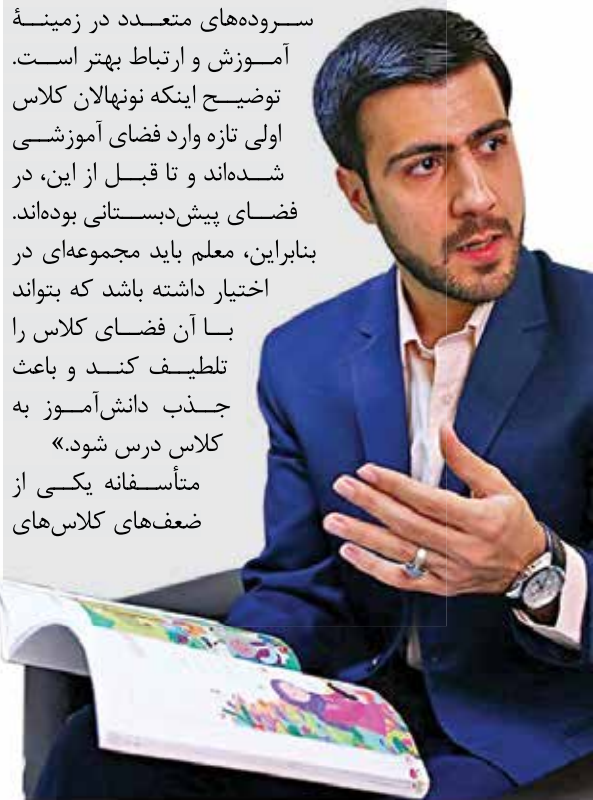 سروده‌های متعدد در زمینهٔ
آموزش و ارتباط بهتر است.
توضیح اینکه نونهالان کلاس
اولی تازه وارد فضای آموزشی
شده‌اند و تا قبل از این، در
فضای پیش‌دبستانی بوده‌اند.
بنابراین، معلم باید مجموعه‌ای در
اختیار داشته باشد که بتواند
با آن فضای کلاس را
تلطیف کند و باعث
جذب دانش‌آموز به
کلاس درس شود.»
متأسفانه یکی از
ضعف‌های کلاس‌های